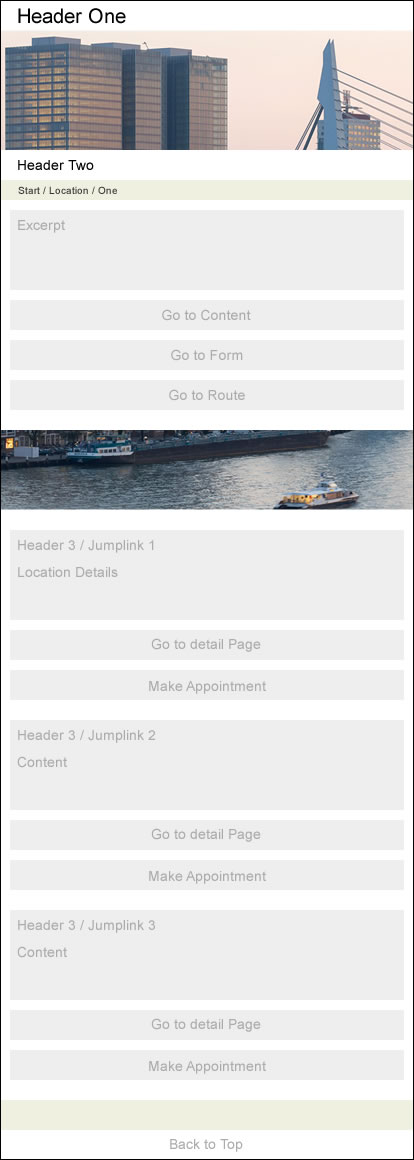 Header One
Header Two
Start / Location / One
Excerpt
Go to Content
Go to Form
Go to Route
Header 3 / Jumplink 1
Location Details
Go to detail Page
Make Appointment
Header 3 / Jumplink 2
Content
Go to detail Page
Make Appointment
Header 3 / Jumplink 3
Content
Go to detail Page
Make Appointment
Back to Top